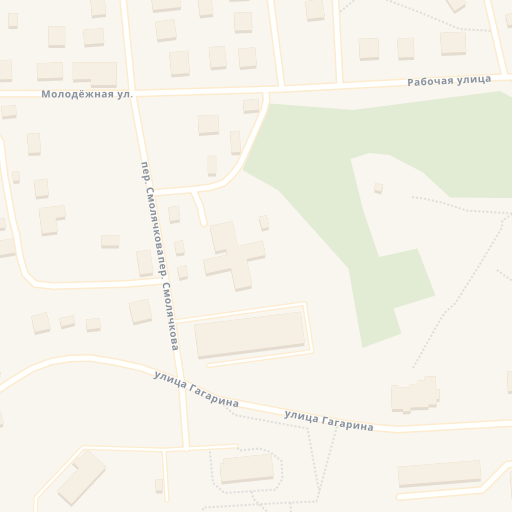 Рабочая улица
Молодёжная ул.
пер. Смолячкова
пер. Смолячкова
улица Гагарина
улица Гагарина